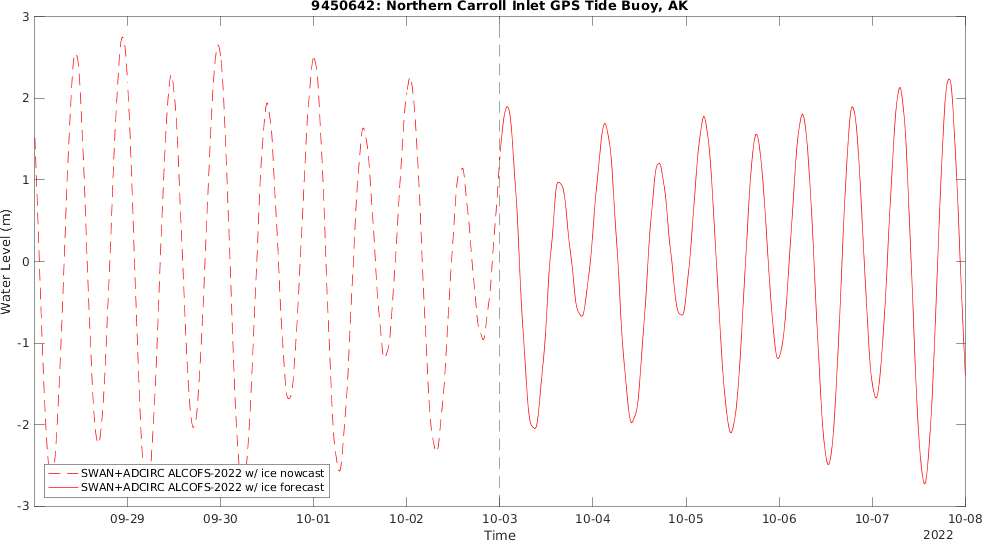 9450642: Northern Carroll Inlet GPS Tide Buoy, AK
3
2
1
0
-1
-2
-3
Water Level (m)
SWAN+ADCIRC ALCOFS-2022 w/ ice nowcast
SWAN+ADCIRC ALCOFS-2022 w/ ice forecast
09-29 09-30 10-01 10-02 10-03 10-04 10-05 10-06 10-07 10-08
Time
2022